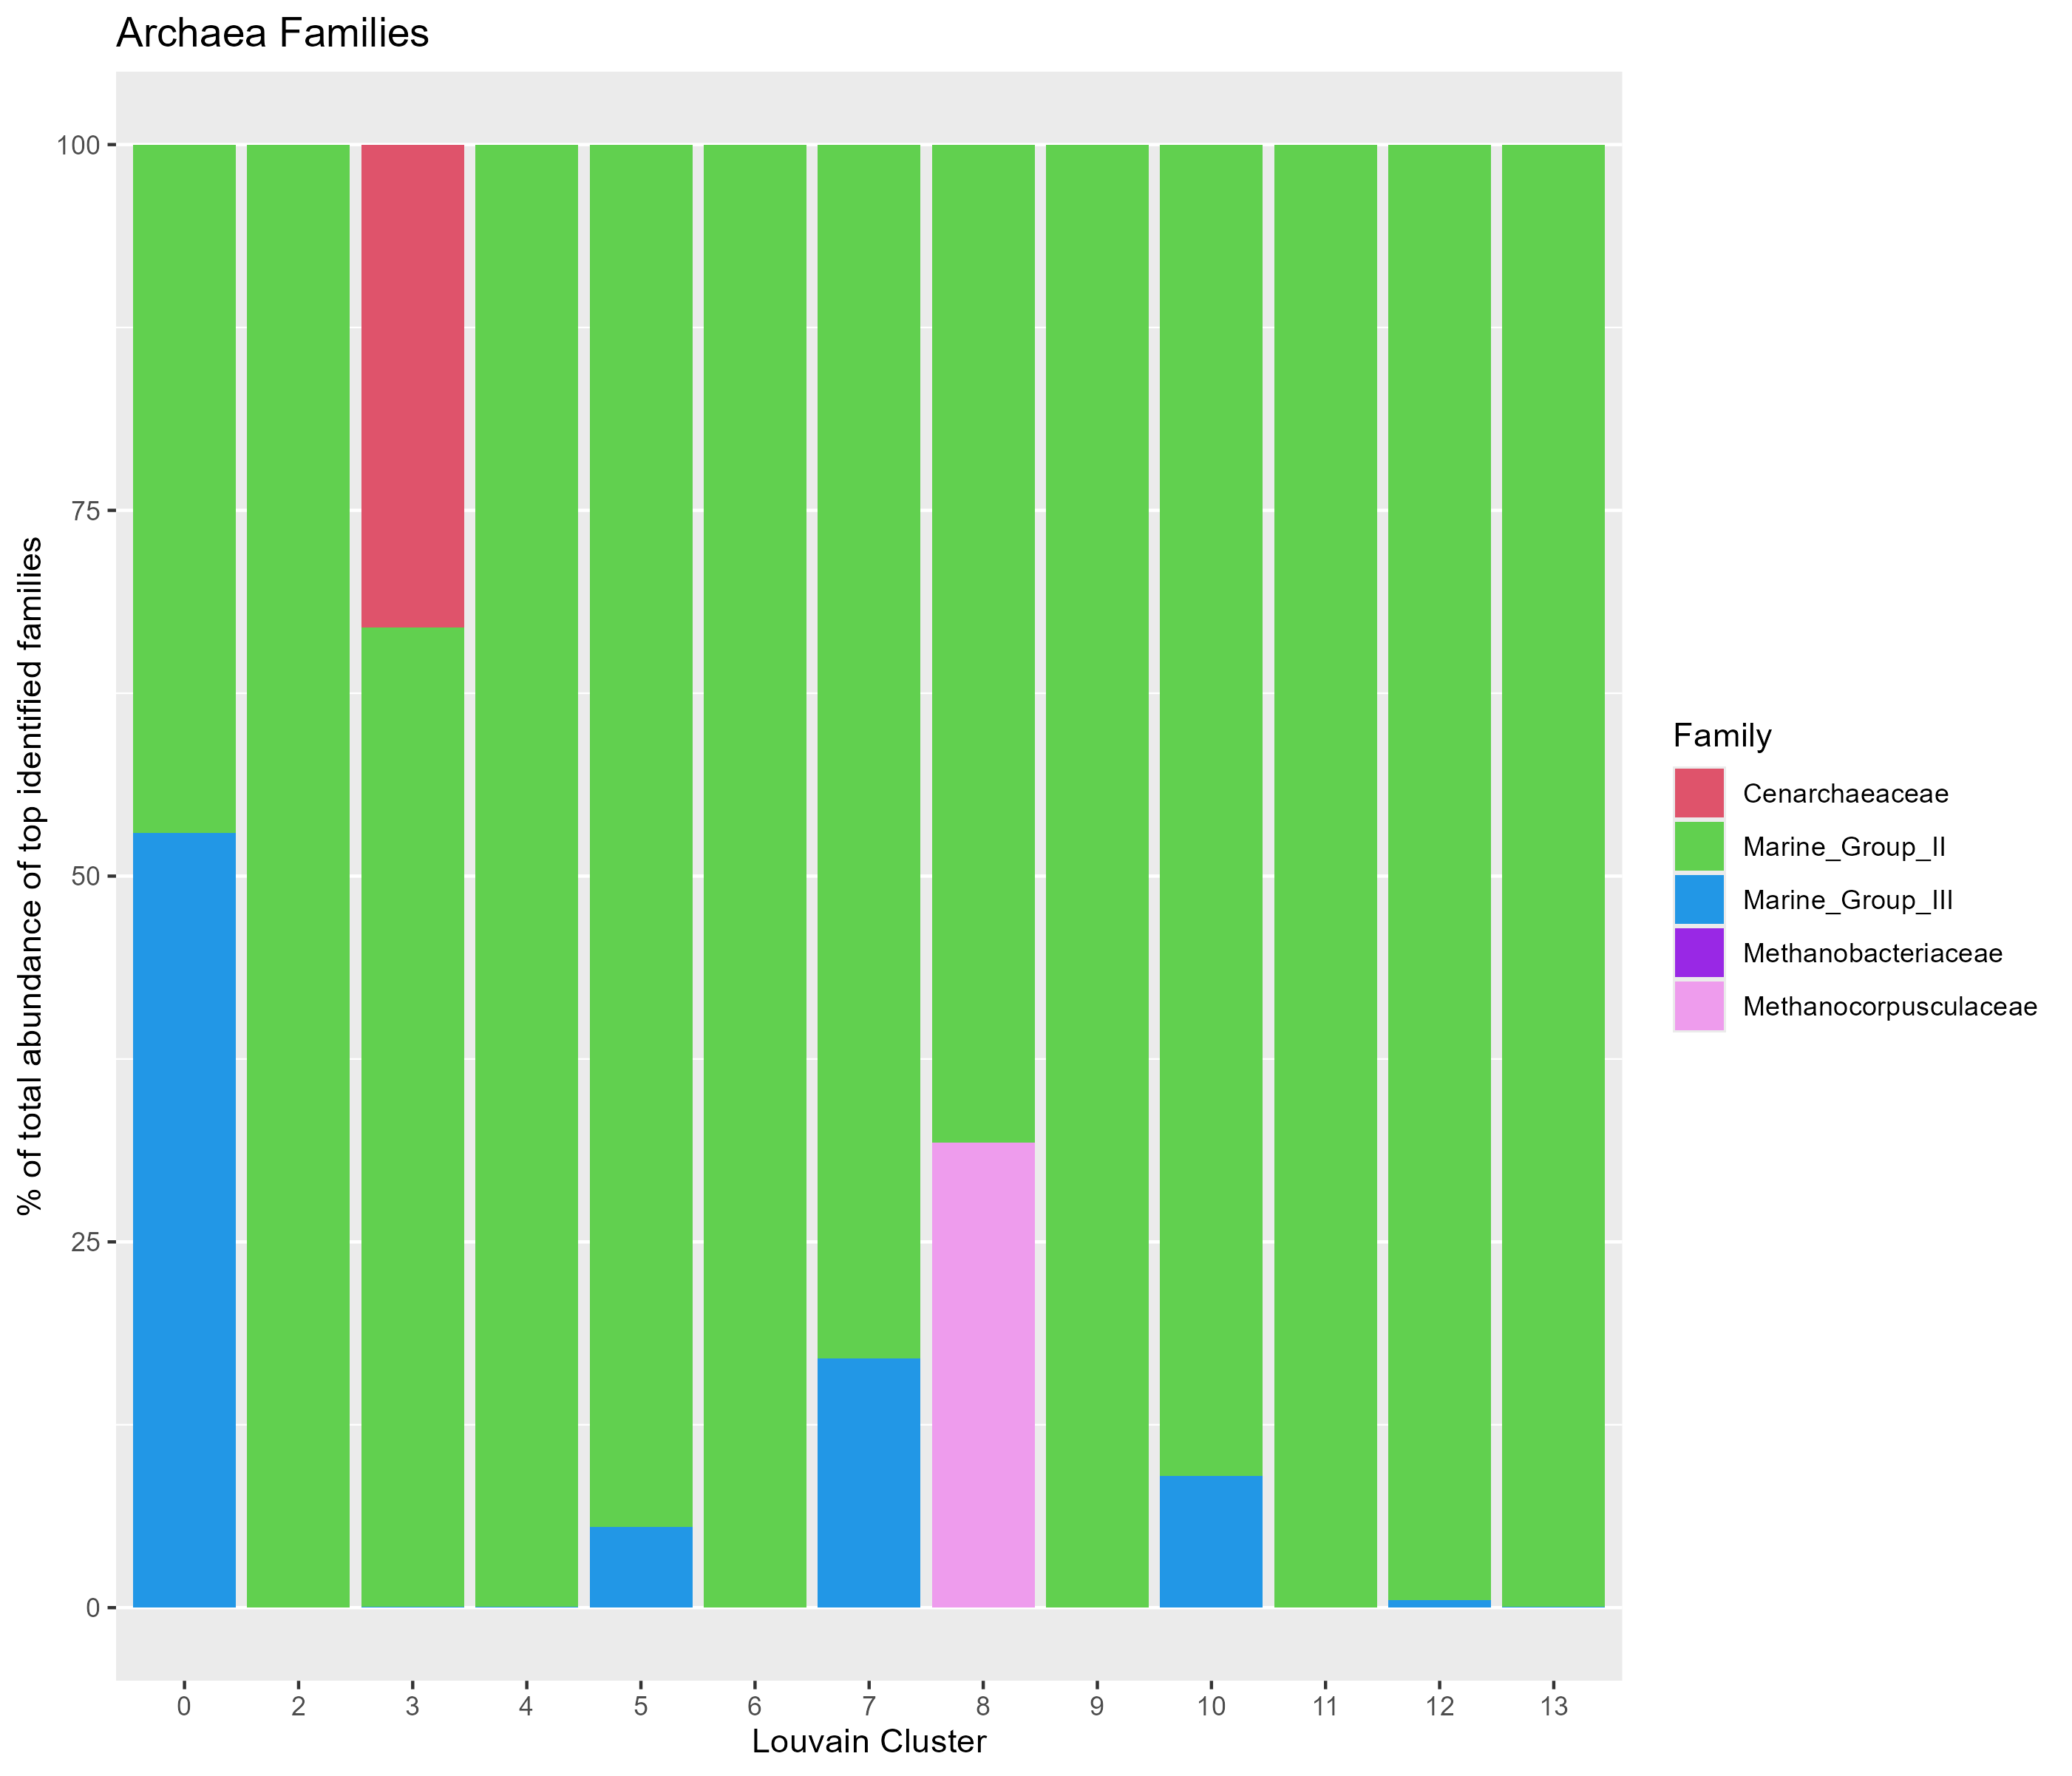 Archaea Families
% of total abundance of top identified families
100
75
50
25
0
0 2 3 4 5 6 7 8 9 10 11 12 13
Louvain Cluster
Family
Cenarchaeaceae
Marine_Group_II
Marine_Group_III
Methanobacteriaceae
Methanocorpusculaceae